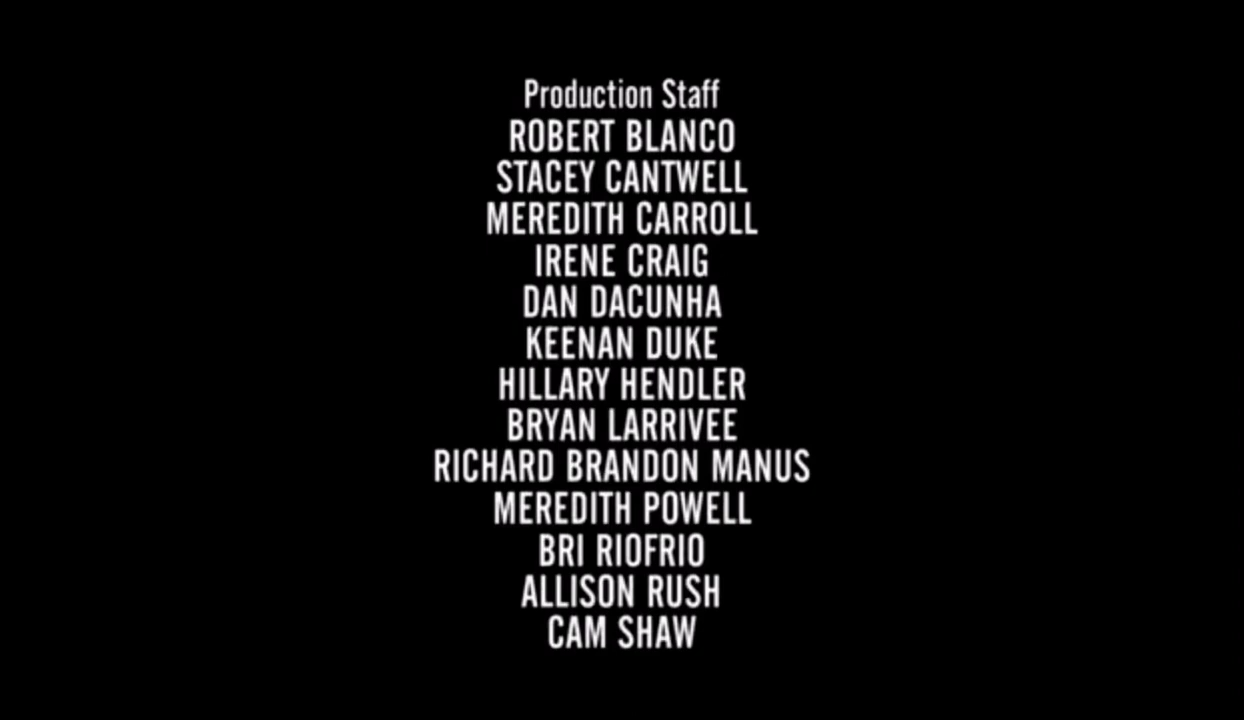 Production Staff
ROBERT BLANCO
STACEY CANTWELL
MEREDITH CARROLL
IRENE CRAIG
DAN DACUNHA
KEENAN DUKE
HILLARY HENDLER
BRYAN LARRIVEE
RICHARD BRANDON MANUS
MEREDITH POWELL
BRI RIOFRIO
ALLISON RUSH
CAM SHAW